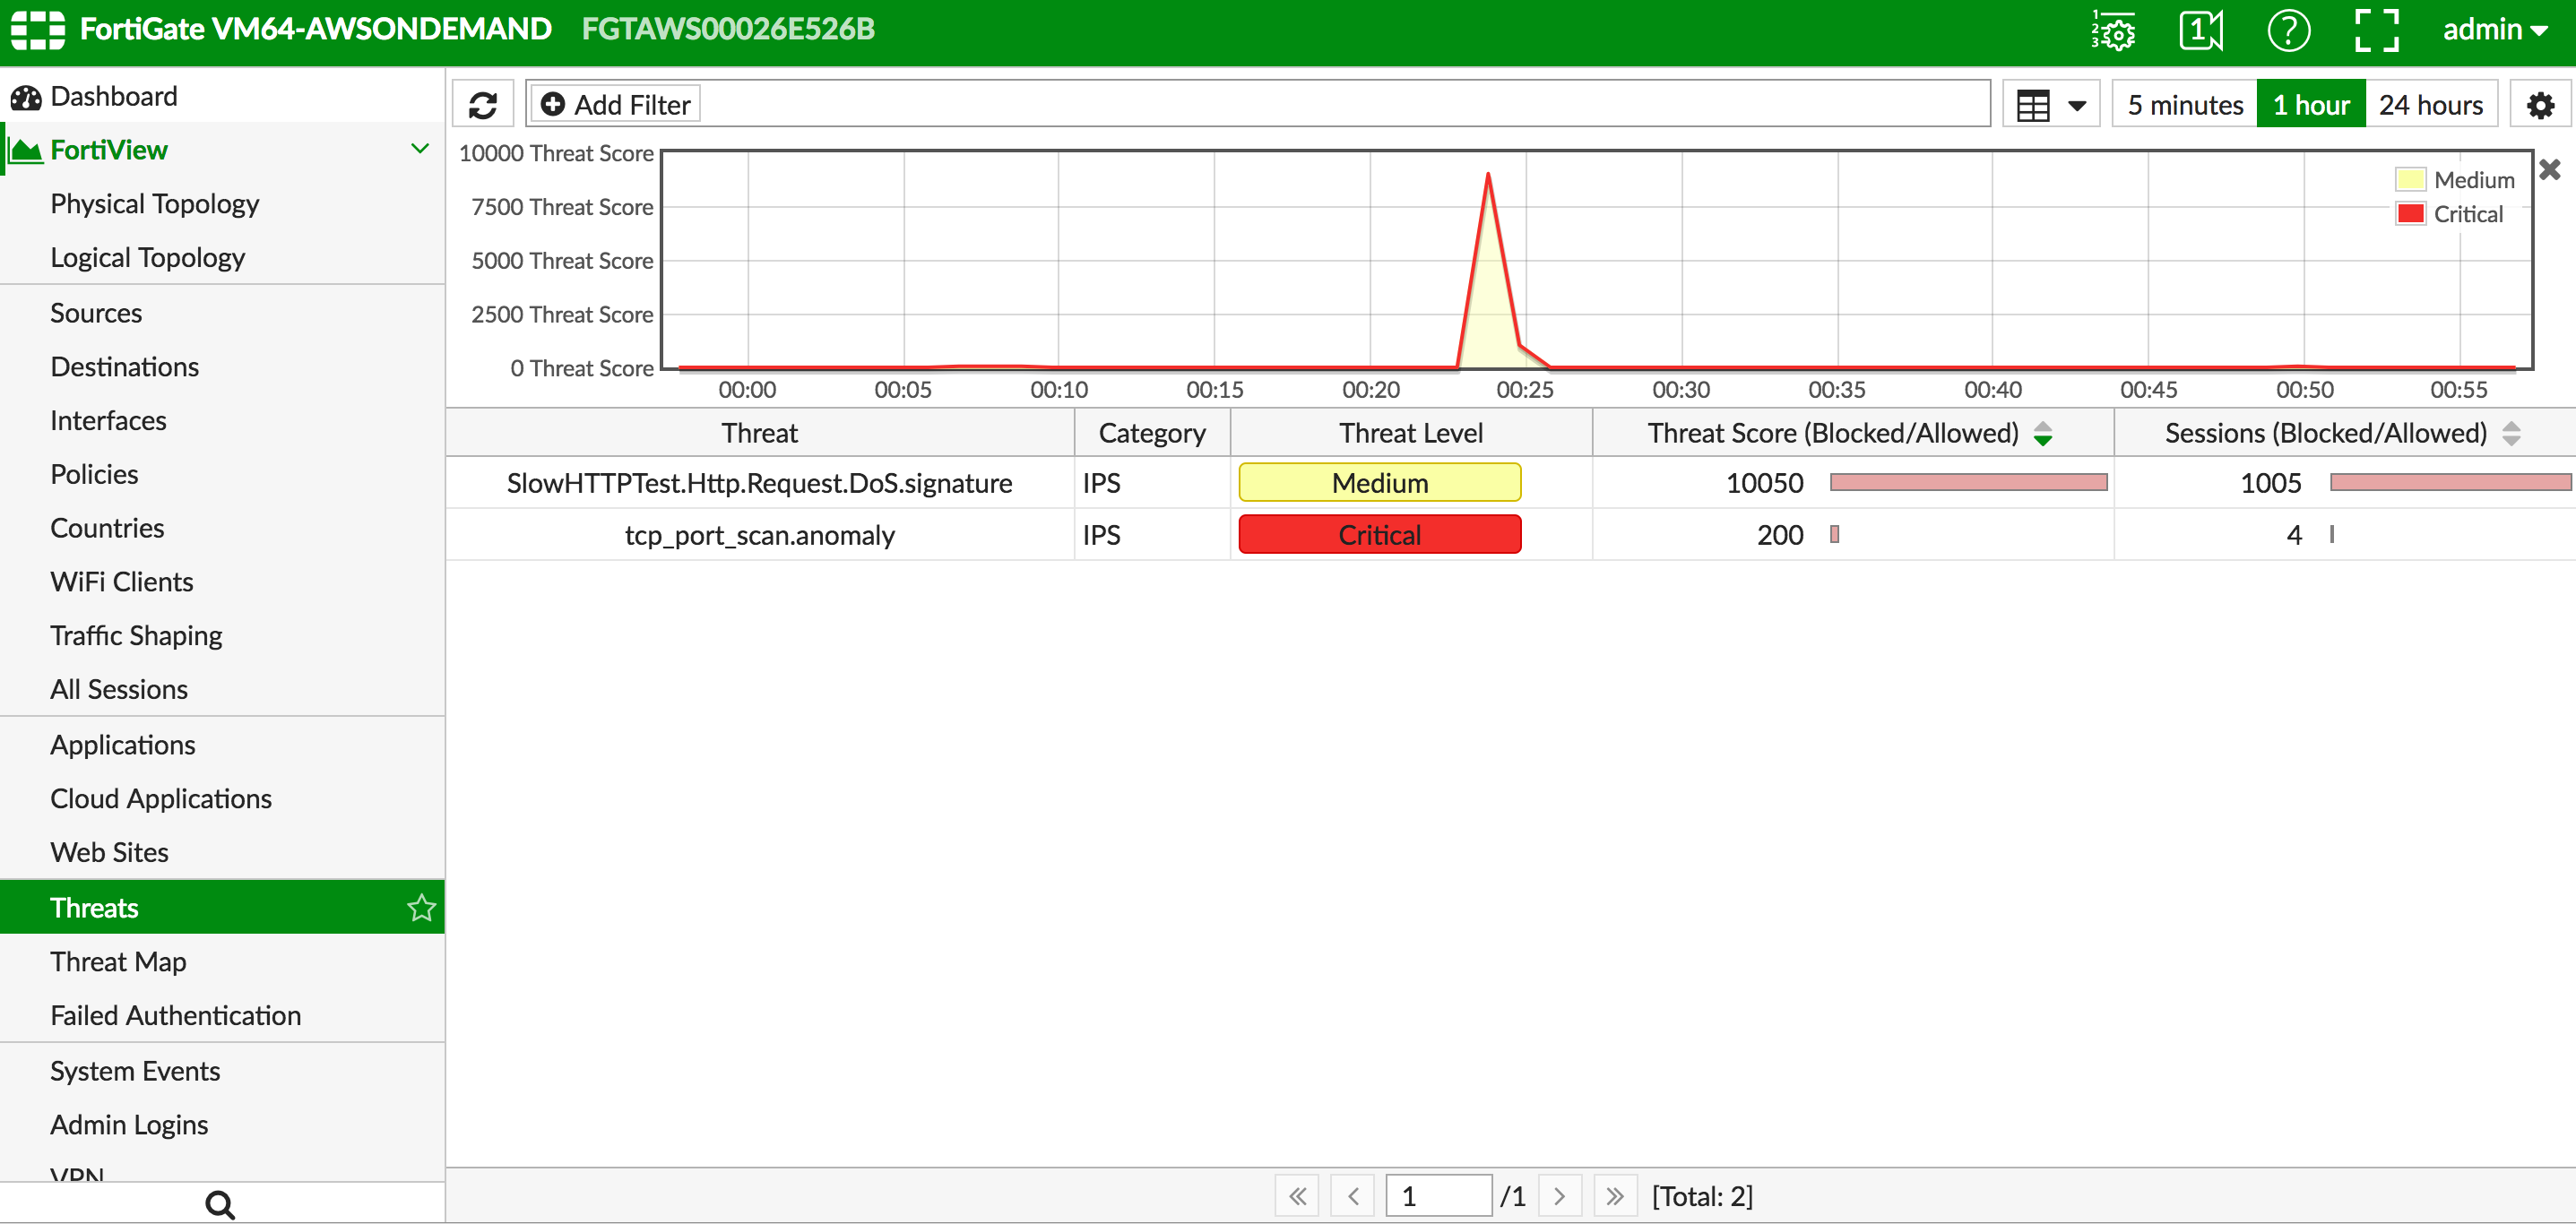 FortiGate VM64-AWSONDEMAND FGTAWS00026E526B
1 2 3
1
?
admin
Dashboard
FortiView
Physical Topology
Logical Topology
Sources
Destinations
Interfaces
Policies
Countries
WiFi Clients
Traffic Shaping
All Sessions
Applications
Cloud Applications
Web Sites
Threats
Threat Map
Failed Authentication
System Events
Admin Logins
VPN
Add Filter
5 minutes 1 hour 24 hours
10000 Threat Score
7500 Threat Score
5000 Threat Score
2500 Threat Score
0 Threat Score
Medium
Critical
00:00 00:05 00:10 00:15 00:20 00:25 00:30 00:35 00:40 00:45 00:50 00:55
Threat Category Threat Level Threat Score (Blocked/Allowed) Sessions (Blocked/Allowed)
SlowHTTPTest.Http.Request.DoS.signature IPS Medium 10050 1005
tcp_port_scan.anomaly IPS Critical 200 4
1 /1 [Total: 2]